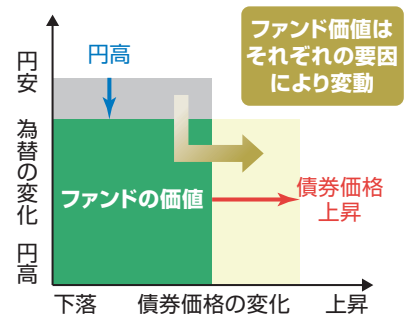 ファンド価値は
それぞれの要因
により変動
円安
円高
為替の変化
ファンドの価値
債券価格
上昇
円高
下落
債券価格の変化
上昇